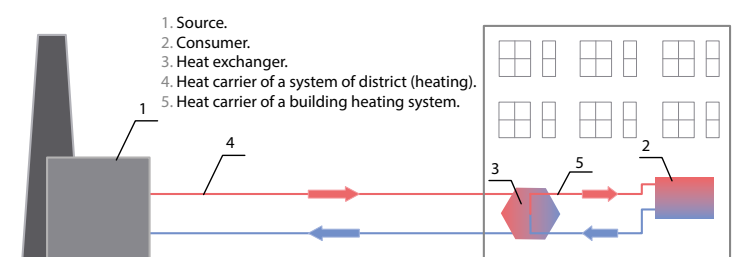 1. Source.
2. Consumer.
3. Heat exchanger.
4. Heat carrier of a system of district (heating).
5. Heat carrier of a building heating system.
1
4
3
5
2